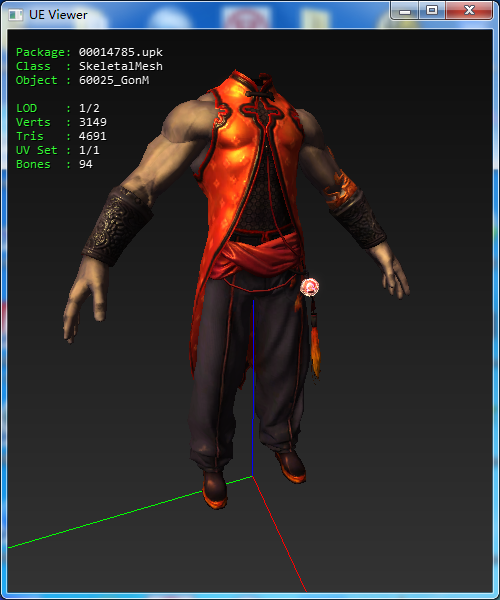 UE Viewer
Package: 00014785.upk
Class  : SkeletalMesh
Object : 60025_GonM
LOD    : 1/2
Verts  : 3149
Tris   : 4691
UV Set : 1/1
Bones  : 94